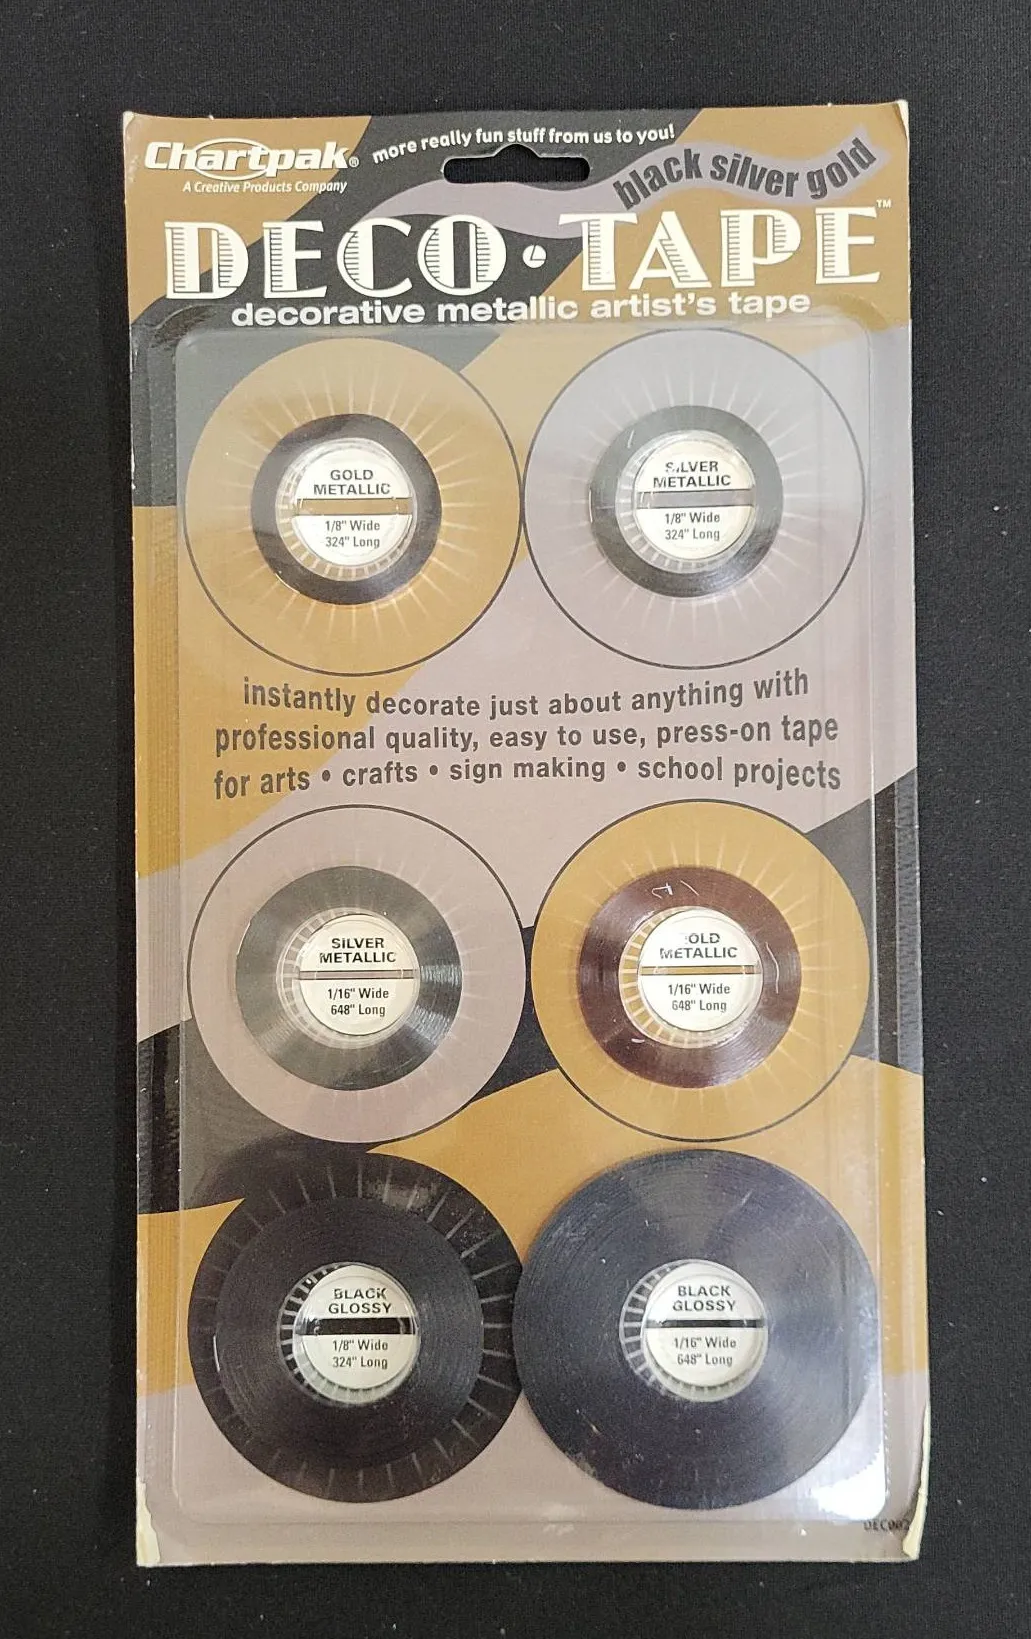 Chartpak®
A Creative Products Company
more really fun stuff from us to you!
black silver gold
DECO·TAPE™
decorative metallic artist's tape
GOLD
METALLIC
1/8" Wide
324" Long
SILVER
METALLIC
1/8" Wide
324" Long
instantly decorate just about anything with
professional quality, easy to use, press-on tape
for arts • crafts • sign making • school projects
SILVER
METALLIC
1/16" Wide
648" Long
GOLD
METALLIC
1/16" Wide
648" Long
BLACK
GLOSSY
1/8" Wide
324" Long
BLACK
GLOSSY
1/16" Wide
648" Long
DEC002